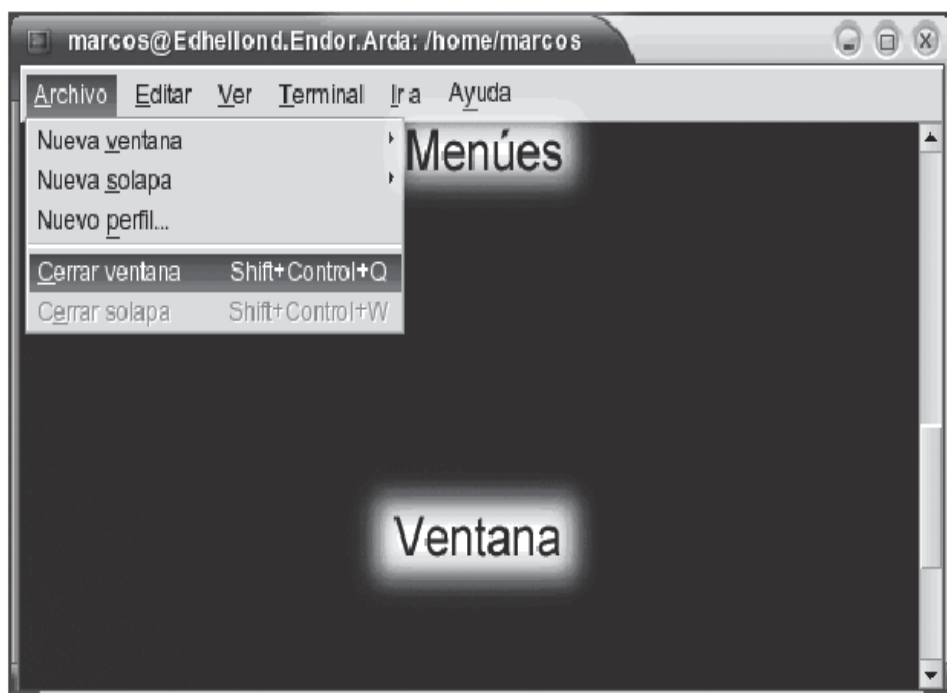 marcos@Edhellond.Endor.Arda: /home/marcos
Archivo Editar Ver Terminal Ir a Ayuda
Nueva ventana
Nueva solapa
Nuevo perfil...
Cerrar ventana Shift+Control+Q
Cerrar solapa Shift+Control+W
Menúes
Ventana